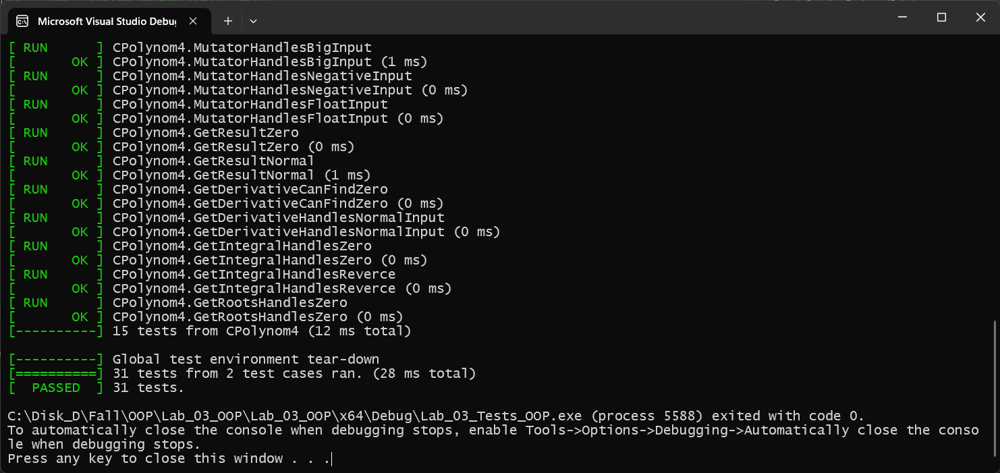 Microsoft Visual Studio Debug
[ RUN      ] CPolynom4.MutatorHandlesBigInput
[       OK ] CPolynom4.MutatorHandlesBigInput (1 ms)
[ RUN      ] CPolynom4.MutatorHandlesNegativeInput
[       OK ] CPolynom4.MutatorHandlesNegativeInput (0 ms)
[ RUN      ] CPolynom4.MutatorHandlesFloatInput
[       OK ] CPolynom4.MutatorHandlesFloatInput (0 ms)
[ RUN      ] CPolynom4.GetResultZero
[       OK ] CPolynom4.GetResultZero (0 ms)
[ RUN      ] CPolynom4.GetResultNormal
[       OK ] CPolynom4.GetResultNormal (1 ms)
[ RUN      ] CPolynom4.GetDerivativeCanFindZero
[       OK ] CPolynom4.GetDerivativeCanFindZero (0 ms)
[ RUN      ] CPolynom4.GetDerivativeHandlesNormalInput
[       OK ] CPolynom4.GetDerivativeHandlesNormalInput (0 ms)
[ RUN      ] CPolynom4.GetIntegralHandlesZero
[       OK ] CPolynom4.GetIntegralHandlesZero (0 ms)
[ RUN      ] CPolynom4.GetIntegralHandlesReverce
[       OK ] CPolynom4.GetIntegralHandlesReverce (0 ms)
[ RUN      ] CPolynom4.GetRootsHandlesZero
[       OK ] CPolynom4.GetRootsHandlesZero (0 ms)
[----------] 15 tests from CPolynom4 (12 ms total)
[----------] Global test environment tear-down
[==========] 31 tests from 2 test cases ran. (28 ms total)
[  PASSED  ] 31 tests.
C:\Disk_D\Fall\OOP\Lab_03_OOP\Lab_03_OOP\x64\Debug\Lab_03_Tests_OOP.exe (process 5588) exited with code 0.
To automatically close the console when debugging stops, enable Tools->Options->Debugging->Automatically close the conso
le when debugging stops.
Press any key to close this window . . .